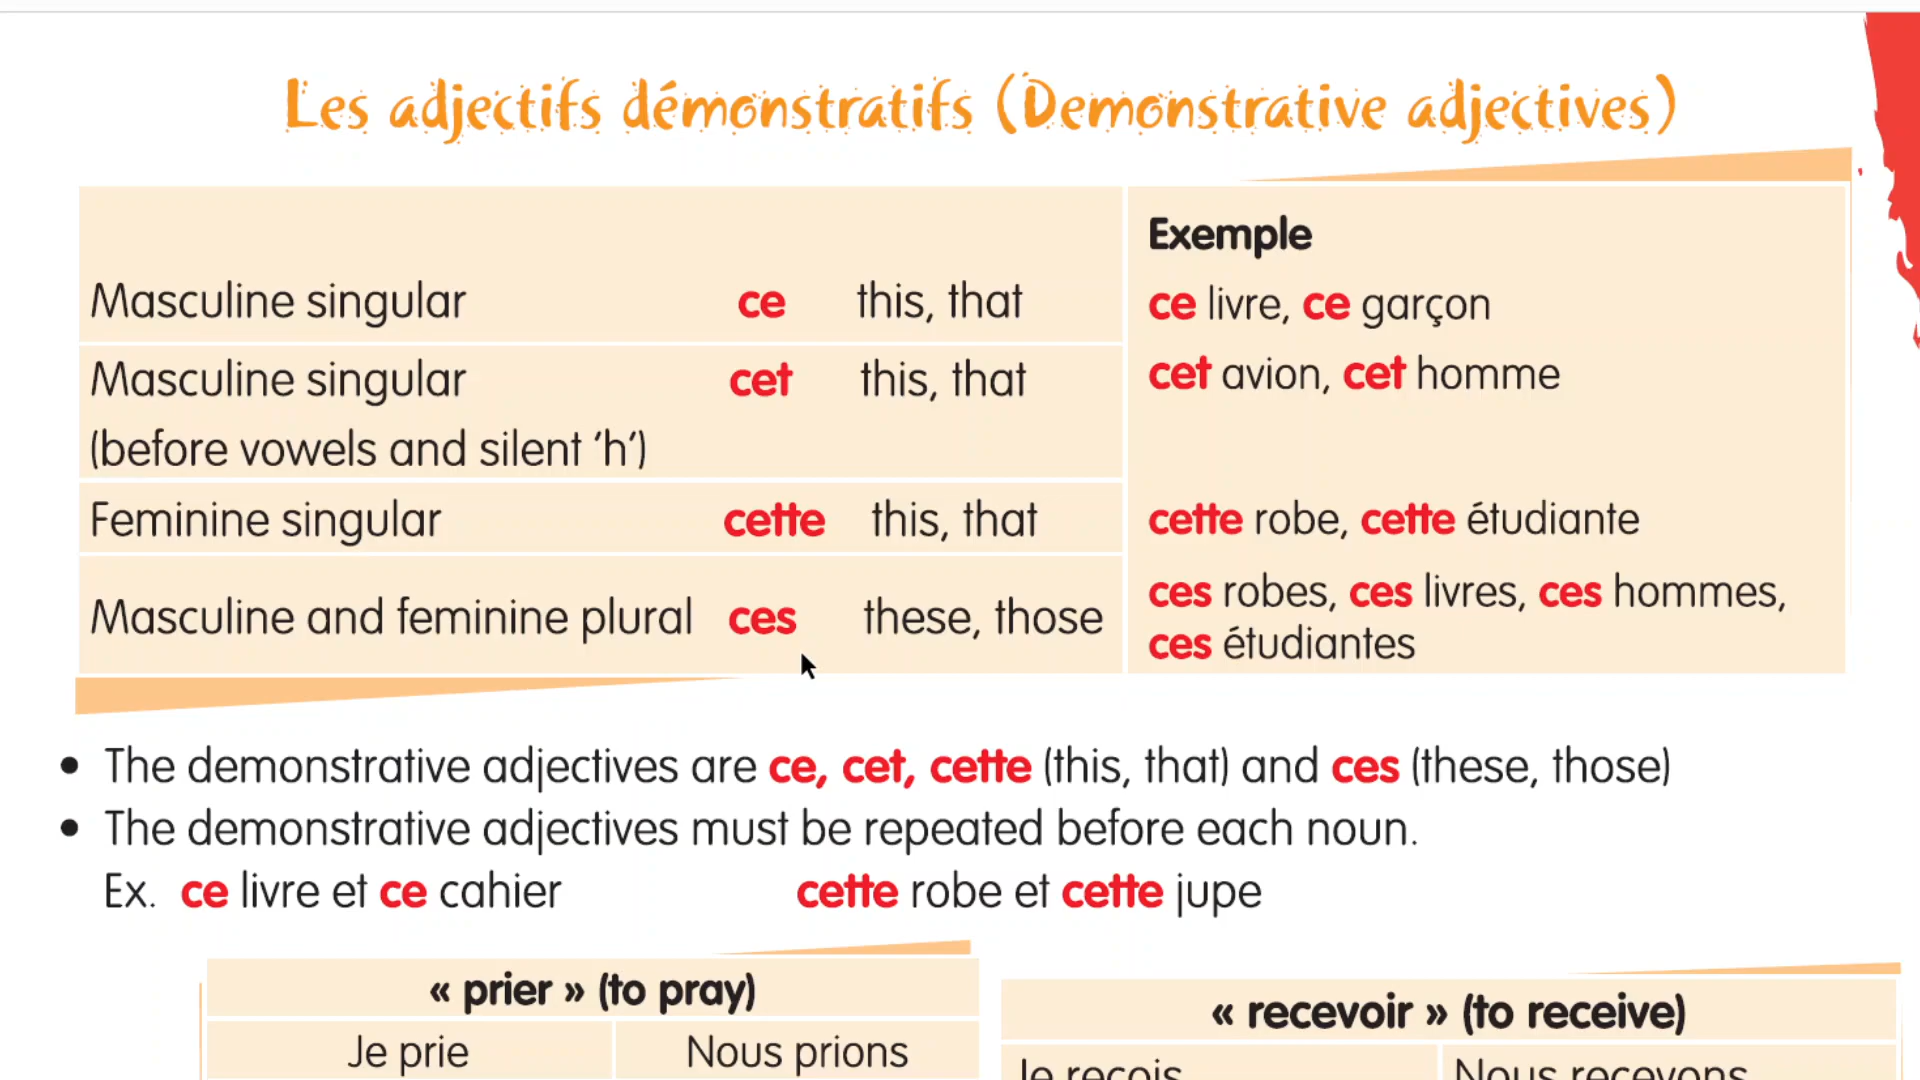 Les adjectifs démonstratifs (Demonstrative adjectives)
Exemple
Masculine singular ce this, that
ce livre, ce garçon
Masculine singular cet this, that
(before vowels and silent ‘h’)
cet avion, cet homme
Feminine singular cette this, that
cette robe, cette étudiante
Masculine and feminine plural ces these, those
ces robes, ces livres, ces hommes,
ces étudiantes
• The demonstrative adjectives are ce, cet, cette (this, that) and ces (these, those)
• The demonstrative adjectives must be repeated before each noun.
Ex. ce livre et ce cahier cette robe et cette jupe
« prier » (to pray)
Je prie Nous prions
« recevoir » (to receive)
Je reçois Nous recevons